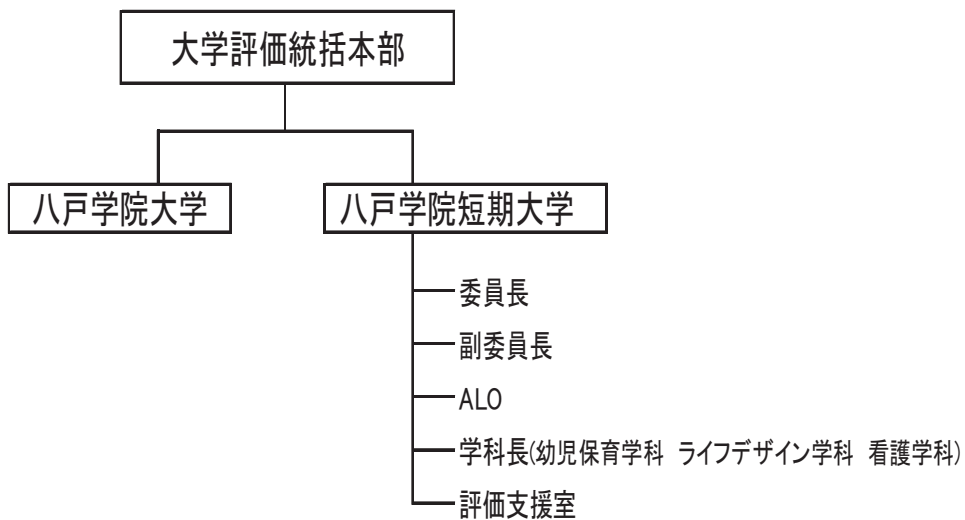 大学評価統括本部
八戸学院大学
八戸学院短期大学
委員長
副委員長
ALO
学科長(幼児保育学科 ライフデザイン学科 看護学科)
評価支援室